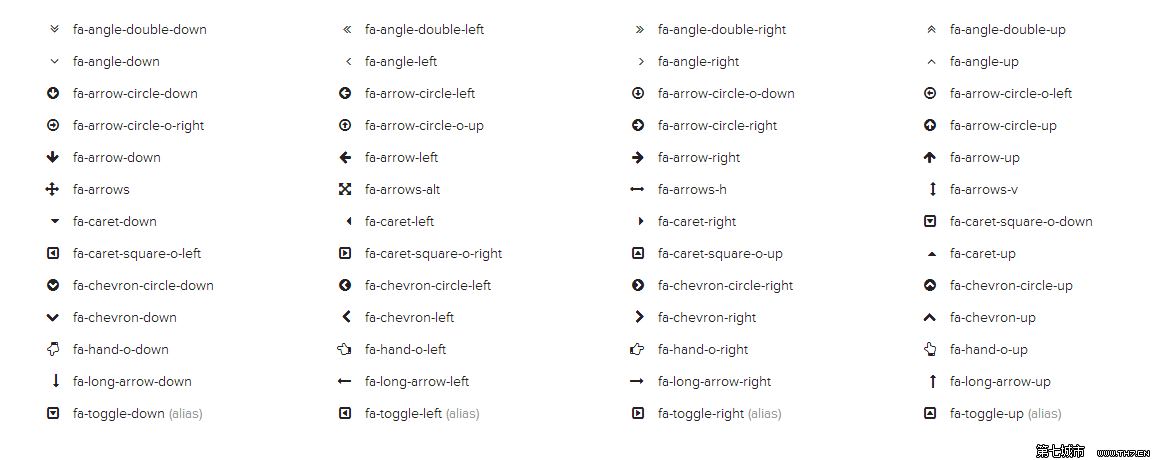 fa-angle-double-down fa-angle-double-left fa-angle-double-right fa-angle-double-up
fa-angle-down fa-angle-left fa-angle-right fa-angle-up
fa-arrow-circle-down fa-arrow-circle-left fa-arrow-circle-o-down fa-arrow-circle-o-left
fa-arrow-circle-o-right fa-arrow-circle-o-up fa-arrow-circle-right fa-arrow-circle-up
fa-arrow-down fa-arrow-left fa-arrow-right fa-arrow-up
fa-arrows fa-arrows-alt fa-arrows-h fa-arrows-v
fa-caret-down fa-caret-left fa-caret-right fa-caret-square-o-down
fa-caret-square-o-left fa-caret-square-o-right fa-caret-square-o-up fa-caret-up
fa-chevron-circle-down fa-chevron-circle-left fa-chevron-circle-right fa-chevron-circle-up
fa-chevron-down fa-chevron-left fa-chevron-right fa-chevron-up
fa-hand-o-down fa-hand-o-left fa-hand-o-right fa-hand-o-up
fa-long-arrow-down fa-long-arrow-left fa-long-arrow-right fa-long-arrow-up
fa-toggle-down (alias) fa-toggle-left (alias) fa-toggle-right (alias) fa-toggle-up (alias)
第七城市 WWW.TH7.CN